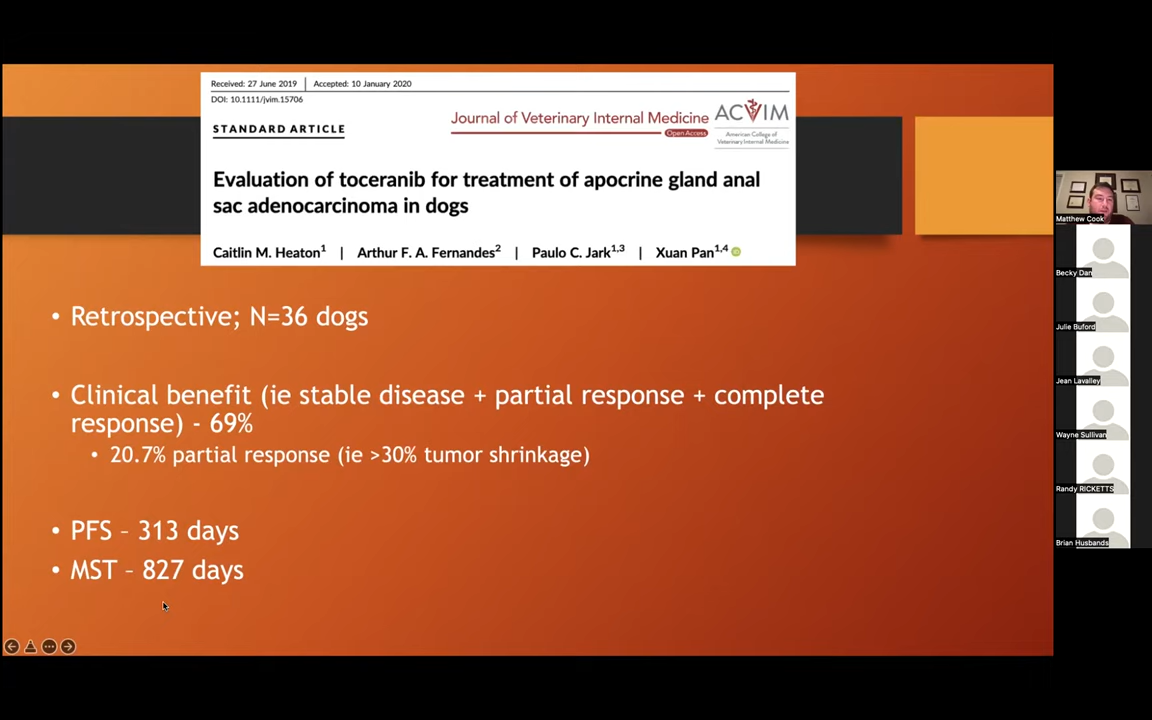 Received: 27 June 2019 | Accepted: 10 January 2020
DOI: 10.1111/jvim.15706
STANDARD ARTICLE
Journal of Veterinary Internal Medicine
Open Access
ACVIM
American College of
Veterinary Internal Medicine
Evaluation of toceranib for treatment of apocrine gland anal
sac adenocarcinoma in dogs
Caitlin M. Heaton1 | Arthur F. A. Fernandes2 | Paulo C. Jark1,3 | Xuan Pan1,4
• Retrospective; N=36 dogs
• Clinical benefit (ie stable disease + partial response + complete
response) - 69%
• 20.7% partial response (ie >30% tumor shrinkage)
• PFS – 313 days
• MST – 827 days
Matthew Cook
Becky Dan
Julie Buford
Jean Lavalley
Wayne Sullivan
Randy RICKETTS
Brian Husbands